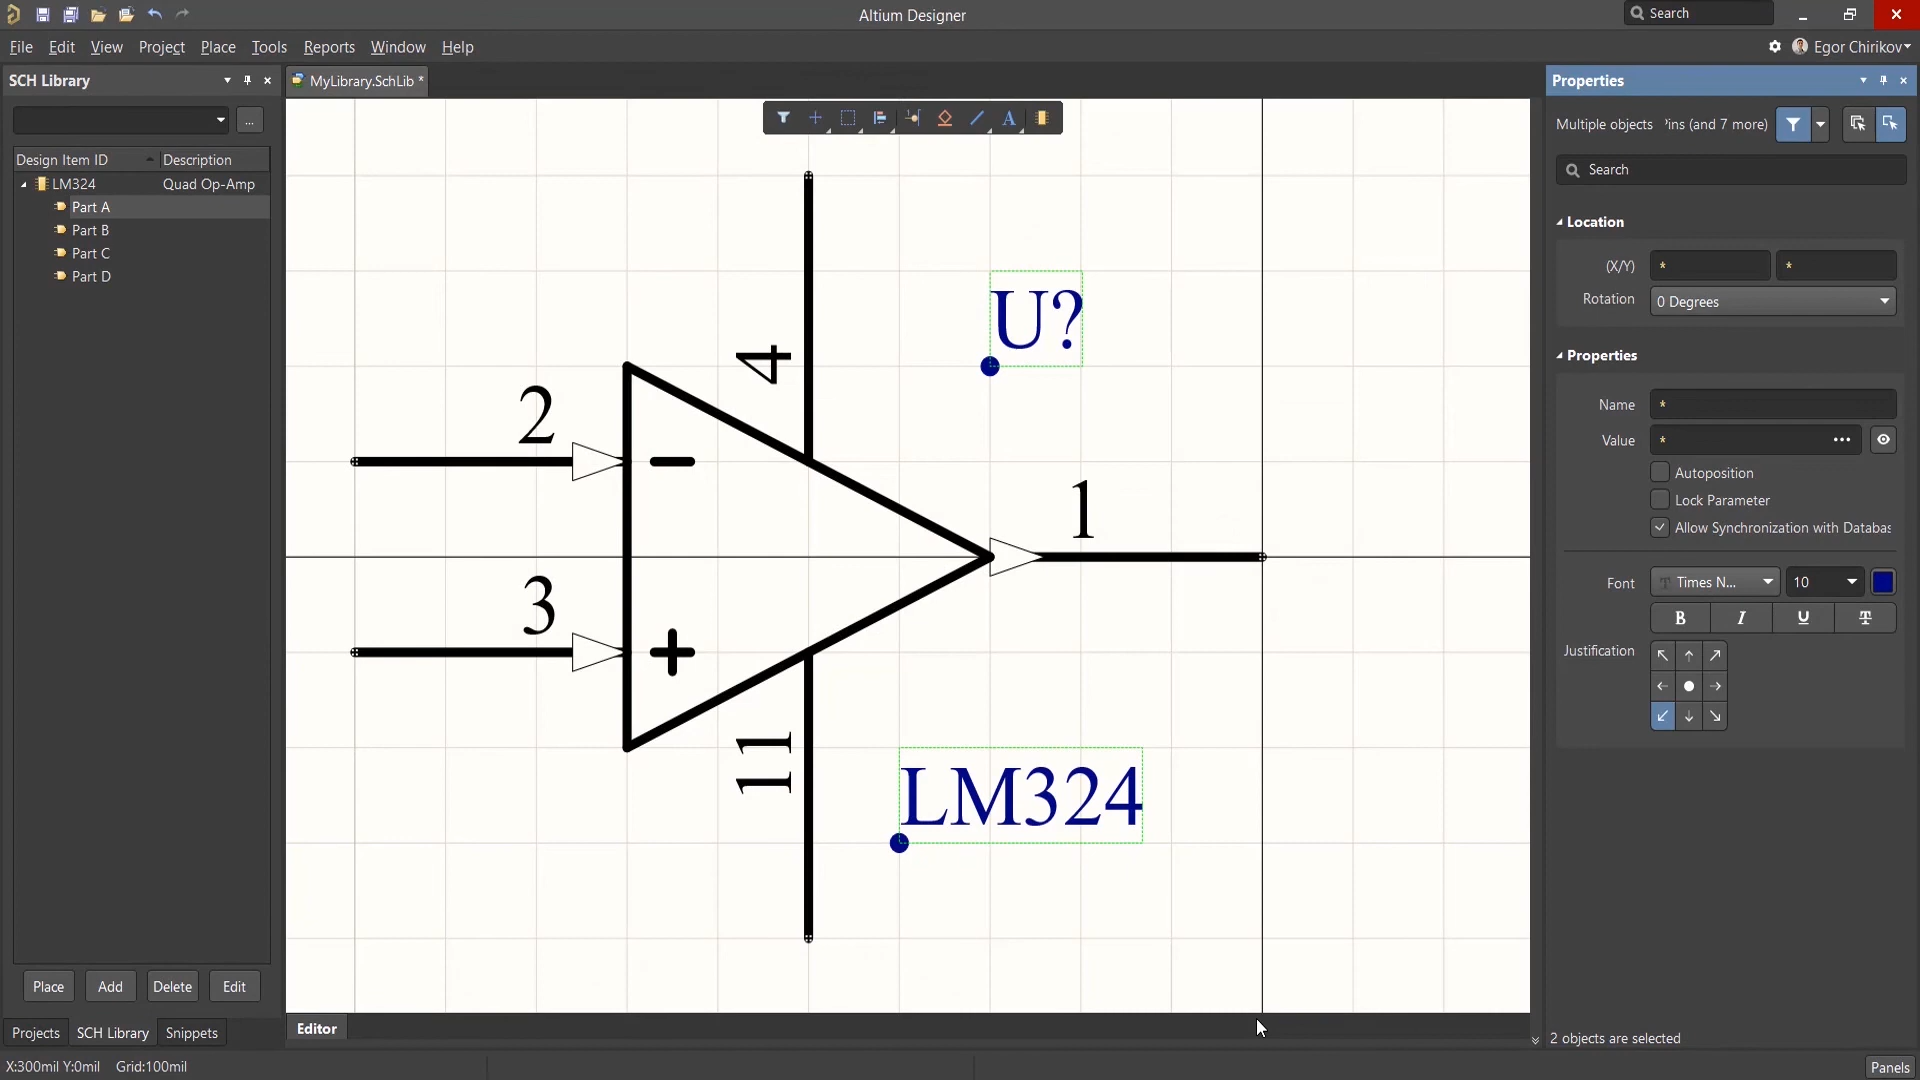 Altium Designer
Search
File Edit View Project Place Tools Reports Window Help
Egor Chirikov
SCH Library
MyLibrary.SchLib *
Properties
...
Multiple objects
ins (and 7 more)
Design Item ID Description
Search
LM324 Quad Op-Amp
Part A
Part B
Part C
Part D
Location
(X/Y) * *
Rotation 0 Degrees
Properties
Name *
Value * •••
Autoposition
Lock Parameter
Allow Synchronization with Databas
Font Times N... 10
B I U T
Justification
U?
4
2
1
3
11
LM324
Place Add Delete Edit
Projects SCH Library Snippets
Editor
2 objects are selected
X:300mil Y:0mil Grid:100mil
Panels